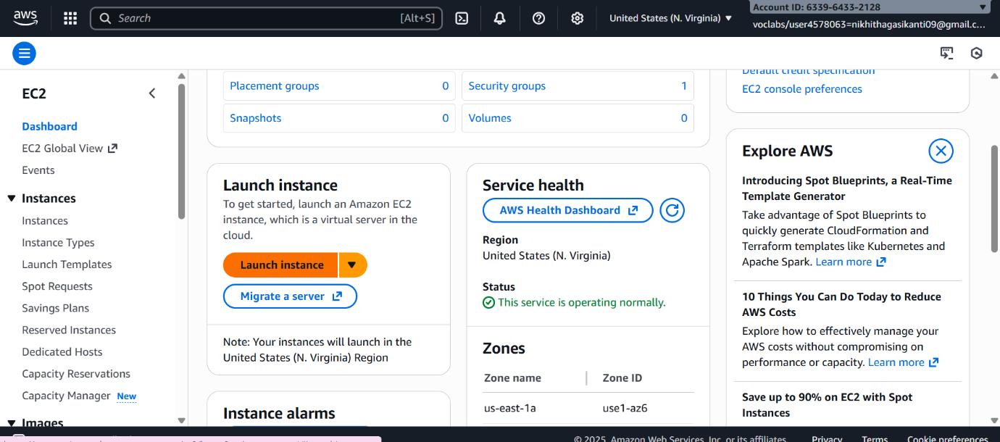 aws
Search
[Alt+S]
United States (N. Virginia)
Account ID: 6339-6433-2128
voclabs/user4578063=nikhithagasikanti09@gmail.c...
EC2
Dashboard
EC2 Global View
Events
Instances
Instances
Instance Types
Launch Templates
Spot Requests
Savings Plans
Reserved Instances
Dedicated Hosts
Capacity Reservations
Capacity Manager New
Images
Placement groups 0
Security groups 1
Snapshots 0
Volumes 0
Launch instance
To get started, launch an Amazon EC2
instance, which is a virtual server in the
cloud.
Launch instance
Migrate a server
Note: Your instances will launch in the
United States (N. Virginia) Region
Instance alarms
Service health
AWS Health Dashboard
Region
United States (N. Virginia)
Status
This service is operating normally.
Zones
Zone name Zone ID
us-east-1a use1-az6
Default credit specification
EC2 console preferences
Explore AWS
Introducing Spot Blueprints, a Real-Time
Template Generator
Take advantage of Spot Blueprints to
quickly generate CloudFormation and
Terraform templates like Kubernetes and
Apache Spark. Learn more
10 Things You Can Do Today to Reduce
AWS Costs
Explore how to effectively manage your
AWS costs without compromising on
performance or capacity. Learn more
Save up to 90% on EC2 with Spot
Instances
© 2025, Amazon Web Services, Inc. or its affiliates.
Privacy
Terms
Cookie preferences